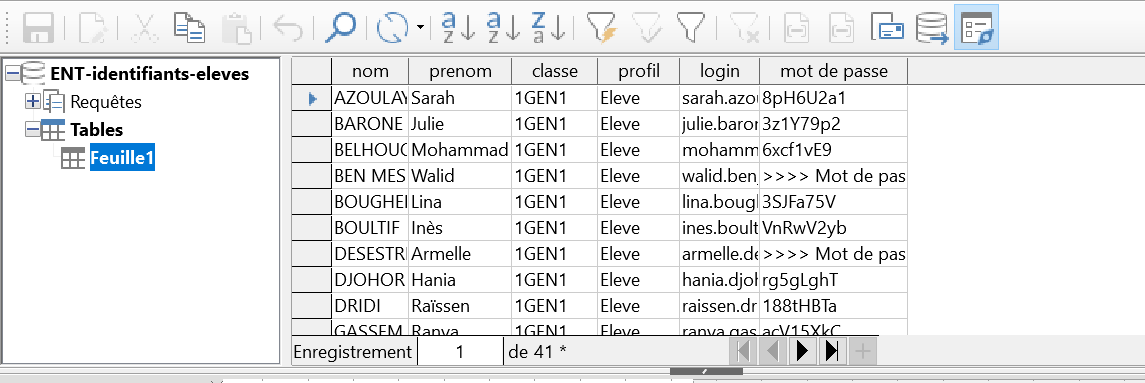 ENT-identifiants-eleves
Requêtes
Tables
Feuille1
nom prenom classe profil login mot de passe
AZOULAY Sarah 1GEN1 Eleve sarah.azou 8pH6U2a1
BARONE Julie 1GEN1 Eleve julie.baron 3z1Y79p2
BELHOUC Mohammad 1GEN1 Eleve mohamm 6xcf1vE9
BEN MES Walid 1GEN1 Eleve walid.ben >>>> Mot de pas
BOUGHEI Lina 1GEN1 Eleve lina.bougl 3SJFa75V
BOULTIF Inès 1GEN1 Eleve ines.boult VnRwV2yb
DESESTR Armelle 1GEN1 Eleve armelle.de >>>> Mot de pas
DJOHOR Hania 1GEN1 Eleve hania.djoh rg5gLghT
DRIDI Raïssen 1GEN1 Eleve raissen.dr 188tHBTa
GASSEM Ranya 1GEN1 Eleve ranya.gas acV15XkC
Enregistrement 1 de 41 *